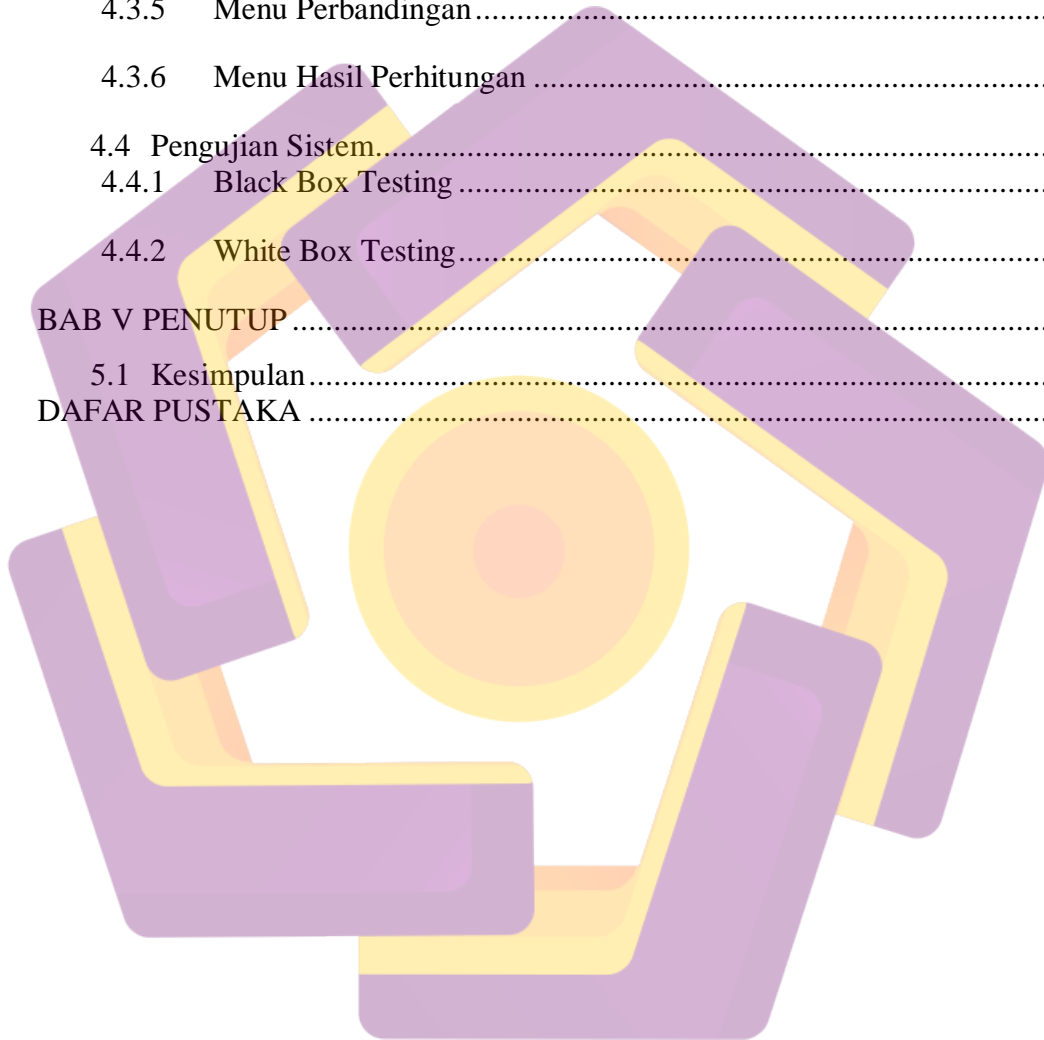 4.3.5 Menu Perbandingan........................................................................
4.3.6 Menu Hasil Perhitungan ................................................................
4.4 Pengujian Sistem......................................................................................
4.4.1 Black Box Testing ..........................................................................
4.4.2 White Box Testing..........................................................................
BAB V PENUTUP ...............................................................................................
5.1 Kesimpulan................................................................................................
DAFAR PUSTAKA ..............................................................................................